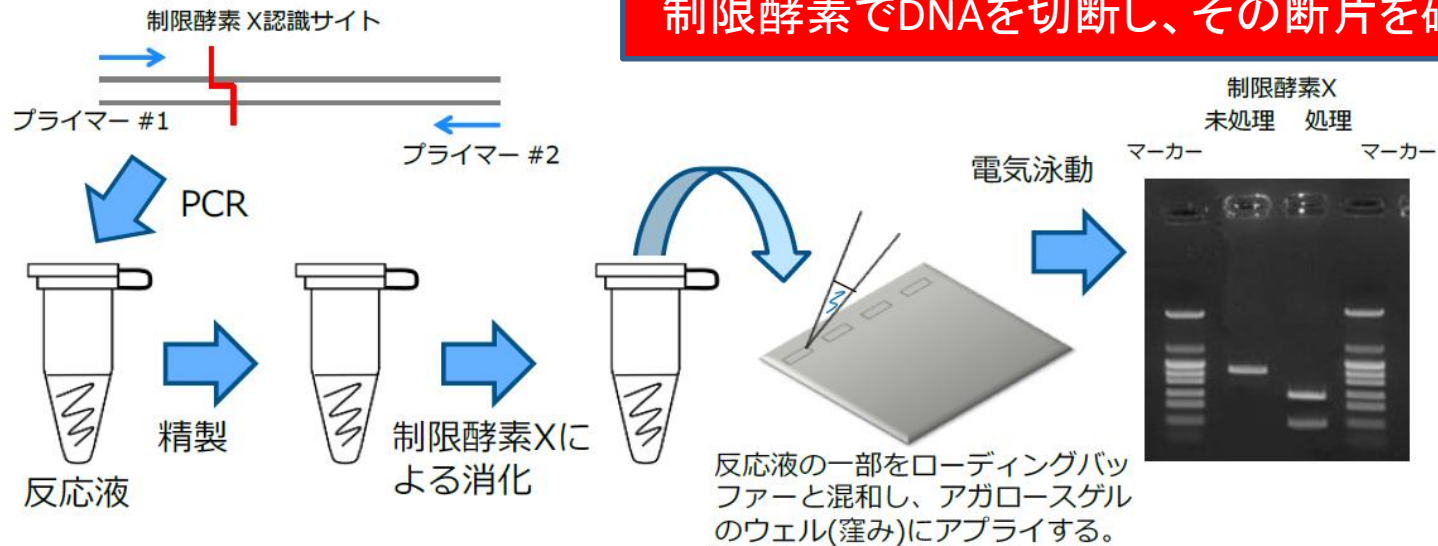 制限酵素でDNAを切断し、その断片を
制限酵素 X認識サイト
プライマー #1
プライマー #2
PCR
反応液
精製
制限酵素Xに
よる消化
反応液の一部をローディングバッ
ファーと混和し、アガロースゲル
のウェル(窪み)にアプライする。
電気泳動
制限酵素X
未処理 処理
マーカー マーカー